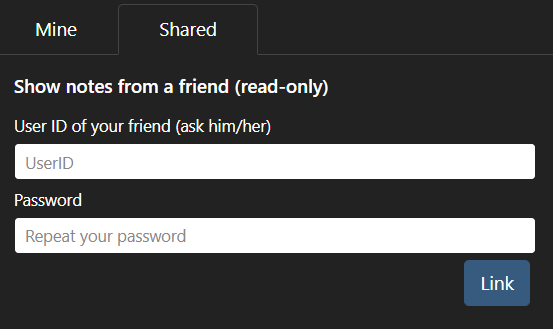 Mine
Shared
Show notes from a friend (read-only)
User ID of your friend (ask him/her)
UserID
Password
Repeat your password
Link